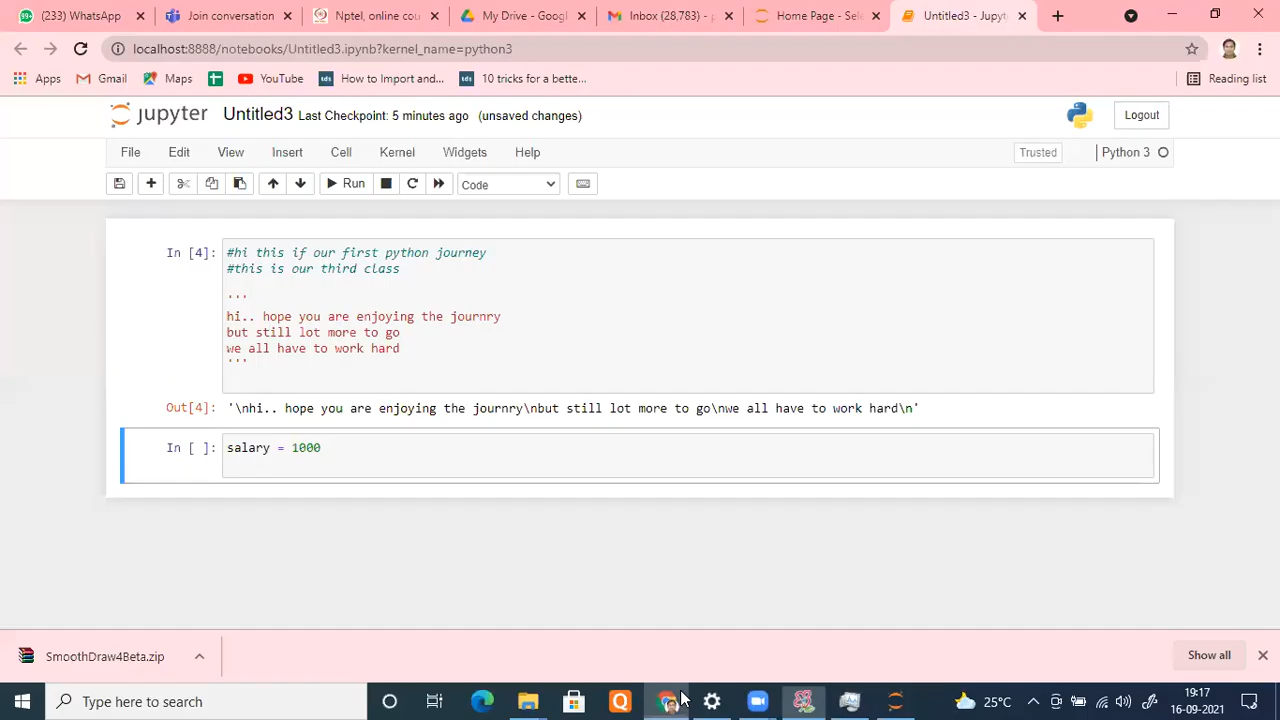 (233) WhatsApp
Join conversation
Nptel, online cou
My Drive - Googl
Inbox (28,783) - p
Home Page - Sele
Untitled3 - Jupyt
localhost:8888/notebooks/Untitled3.ipynb?kernel_name=python3
Apps
Gmail
Maps
YouTube
How to Import and...
10 tricks for a bette...
Reading list
jupyter Untitled3 Last Checkpoint: 5 minutes ago (unsaved changes)
Logout
File Edit View Insert Cell Kernel Widgets Help
Trusted
Python 3
Run
Code
In [4]: #hi this if our first python journey
#this is our third class
'''
hi.. hope you are enjoying the journry
but still lot more to go
we all have to work hard
'''
Out[4]: '\nhi.. hope you are enjoying the journry\nbut still lot more to go\nwe all have to work hard\n'
In [ ]: salary = 1000
SmoothDraw4Beta.zip
Show all
Type here to search
25°C
19:17
16-09-2021